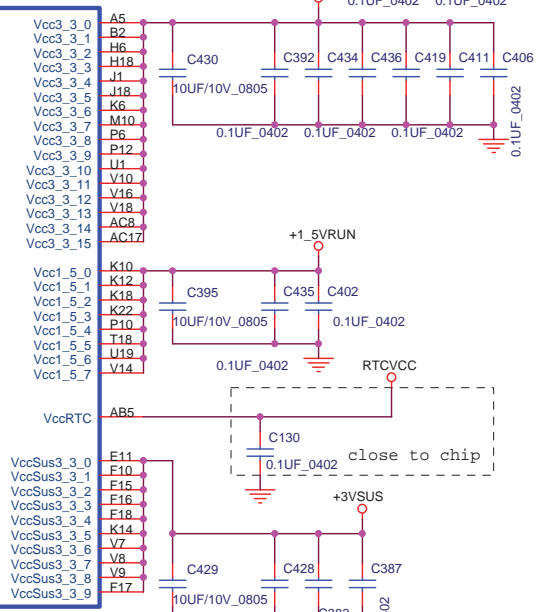 0.1UF_0402 0.1UF_0402
Vcc3_3_0 A5
Vcc3_3_1 B2
Vcc3_3_2 H6
Vcc3_3_3 H18
Vcc3_3_4 J1
Vcc3_3_5 J18
Vcc3_3_6 K6
Vcc3_3_7 M10
Vcc3_3_8 P6
Vcc3_3_9 P12
Vcc3_3_10 U1
Vcc3_3_11 V10
Vcc3_3_12 V16
Vcc3_3_13 V18
Vcc3_3_14 AC8
Vcc3_3_15 AC17
C430 C392 C434 C436 C419 C411 C406
10UF/10V_0805
0.1UF_0402 0.1UF_0402 0.1UF_0402
0.1UF_0402
+1_5VRUN
Vcc1_5_0 K10
Vcc1_5_1 K12
Vcc1_5_2 K18
Vcc1_5_3 K22
Vcc1_5_4 P10
Vcc1_5_5 T18
Vcc1_5_6 U19
Vcc1_5_7 V14
C395 C435 C402
10UF/10V_0805 0.1UF_0402
0.1UF_0402
RTCVCC
VccRTC AB5
C130
0.1UF_0402
close to chip
+3VSUS
VccSus3_3_0 E11
VccSus3_3_1 F10
VccSus3_3_2 F15
VccSus3_3_3 F16
VccSus3_3_4 F18
VccSus3_3_5 K14
VccSus3_3_6 V7
VccSus3_3_7 V8
VccSus3_3_8 V9
VccSus3_3_9 F17
C429 C428 C387
10UF/10V_0805